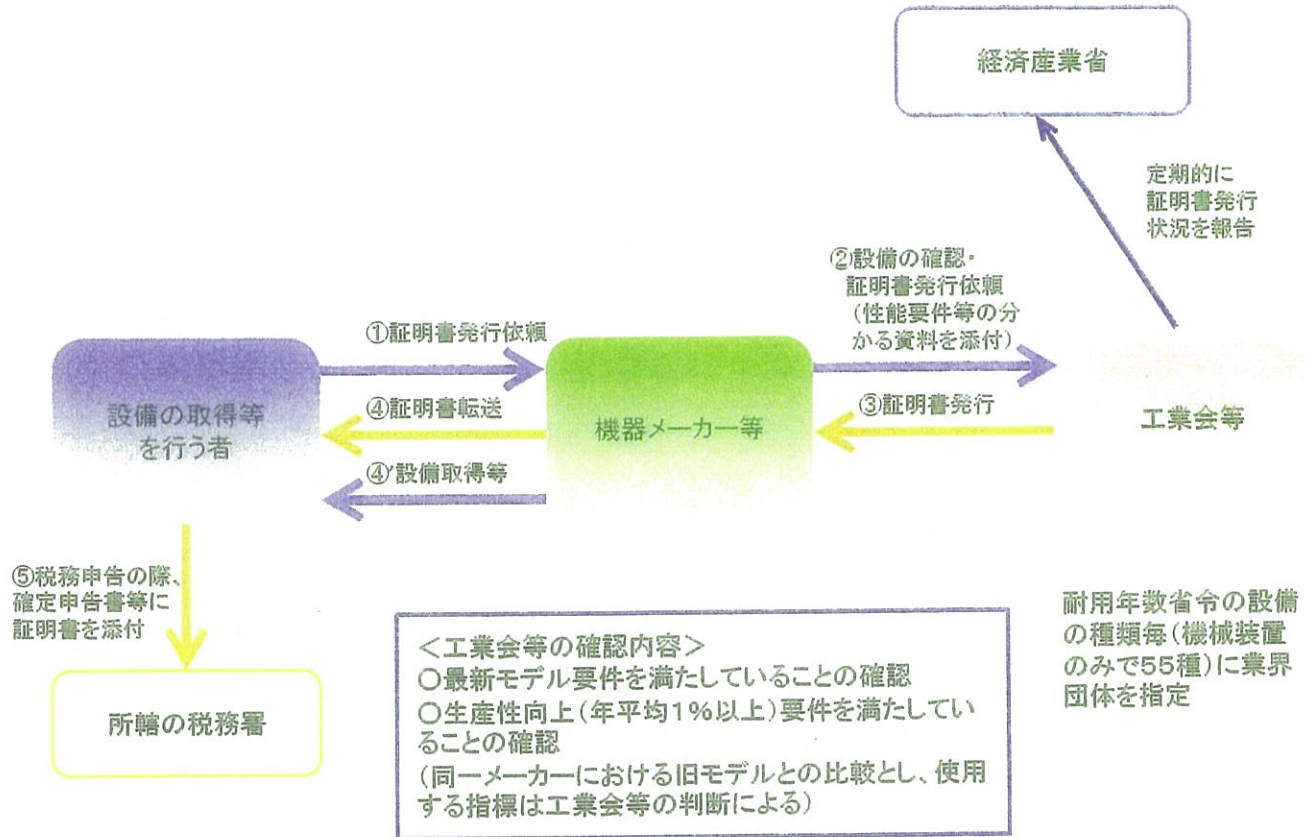 経済産業省
定期的に
証明書発行
状況を報告
②設備の確認・
証明書発行依頼
(性能要件等の分
かる資料を添付)
①証明書発行依頼
④証明書転送
③証明書発行
設備の取得等
を行う者
機器メーカー等
工業会等
④'設備取得等
⑤税務申告の際、
確定申告書等に
証明書を添付
所轄の税務署
<工業会等の確認内容>
○最新モデル要件を満たしていることの確認
○生産性向上(年平均1%以上)要件を満たしてい
ることの確認
(同一メーカーにおける旧モデルとの比較とし、使用
する指標は工業会等の判断による)
耐用年数省令の設備
の種類毎(機械装置
のみで55種)に業界
団体を指定